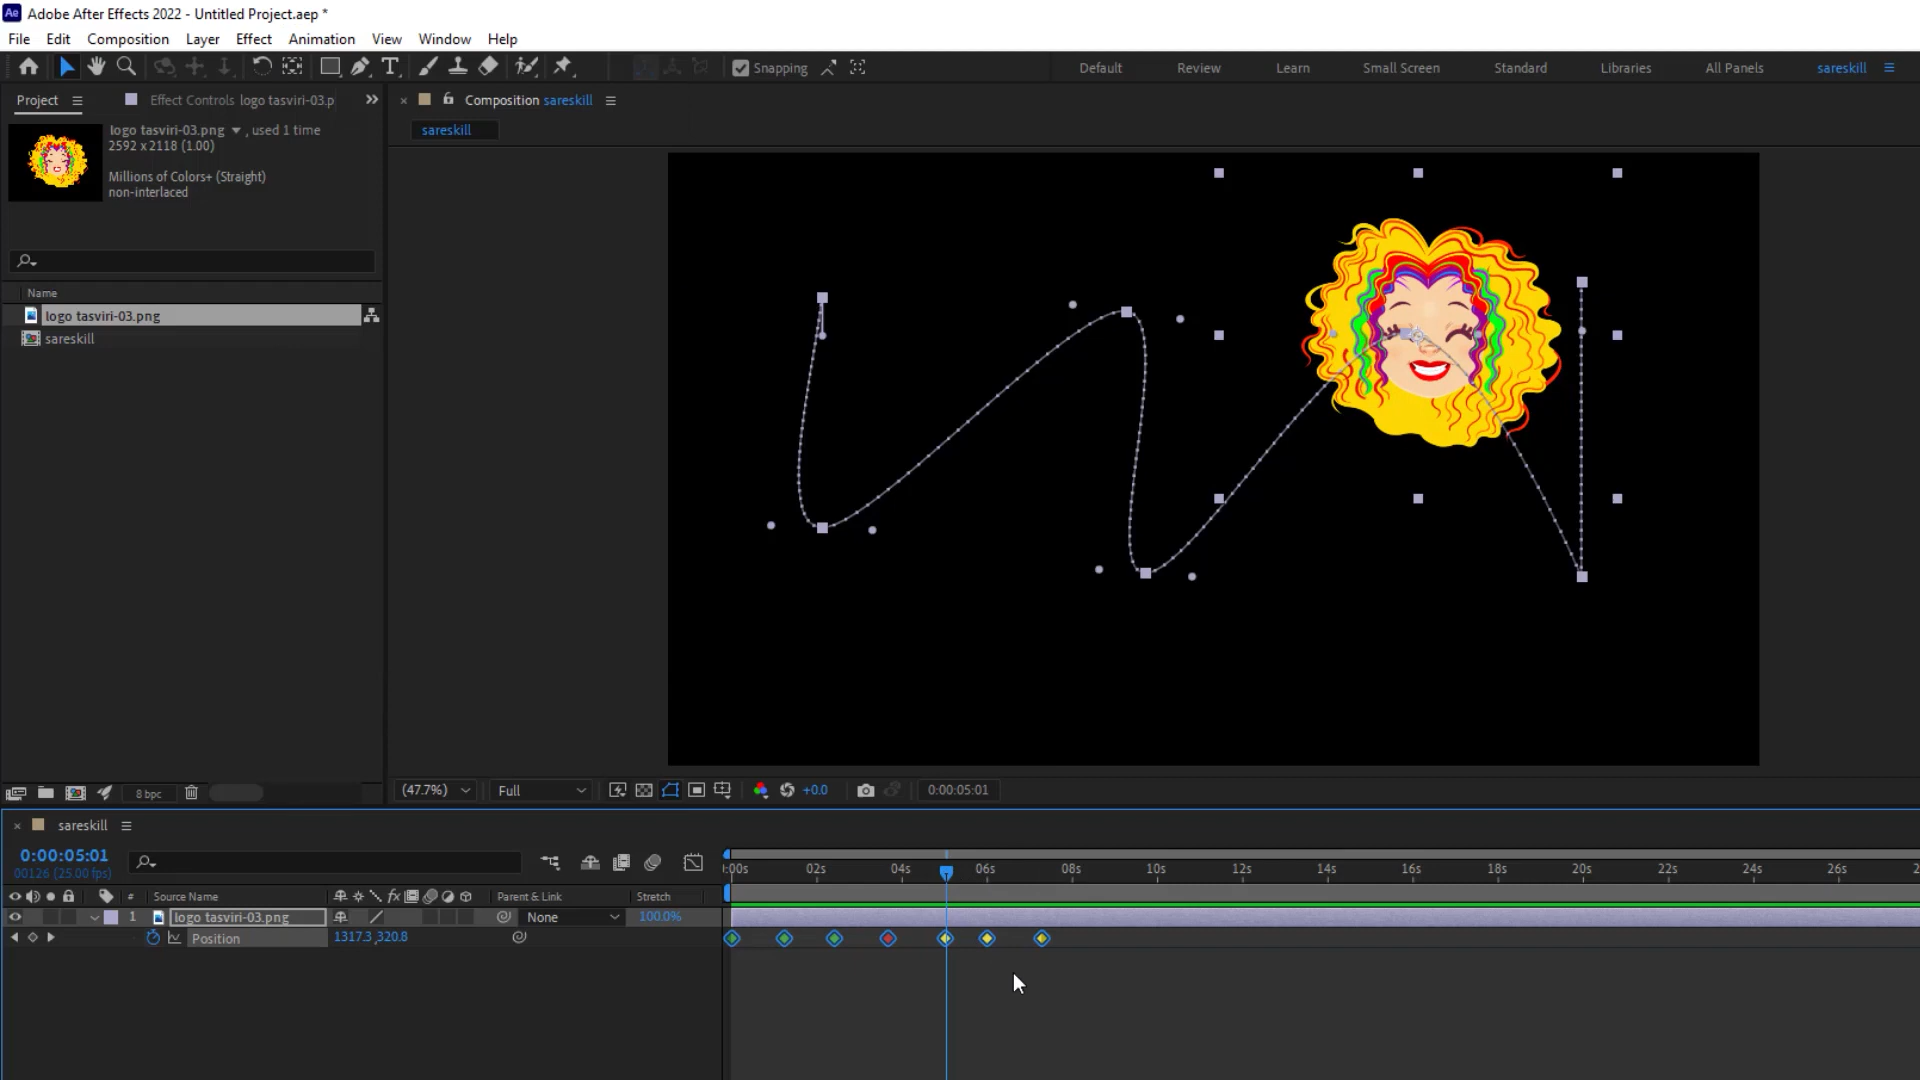 Adobe After Effects 2022 - Untitled Project.aep *
File Edit Composition Layer Effect Animation View Window Help
Snapping Default Review Learn Small Screen Standard Libraries All Panels sareskill
Project Effect Controls logo tasviri-03.p Composition sareskill
sareskill
logo tasviri-03.png , used 1 time
2592 x 2118 (1.00)
Millions of Colors+ (Straight)
non-interlaced
Name
logo tasviri-03.png
sareskill
8 bpc (47.7%) Full +0.0 0:00:05:01
sareskill
0:00:05:01
00126 (25.00 fps)
:00s 02s 04s 06s 08s 10s 12s 14s 16s 18s 20s 22s 24s 26s
# Source Name fx Parent & Link Stretch
1 logo tasviri-03.png None 100.0%
Position 1317.3,320.8